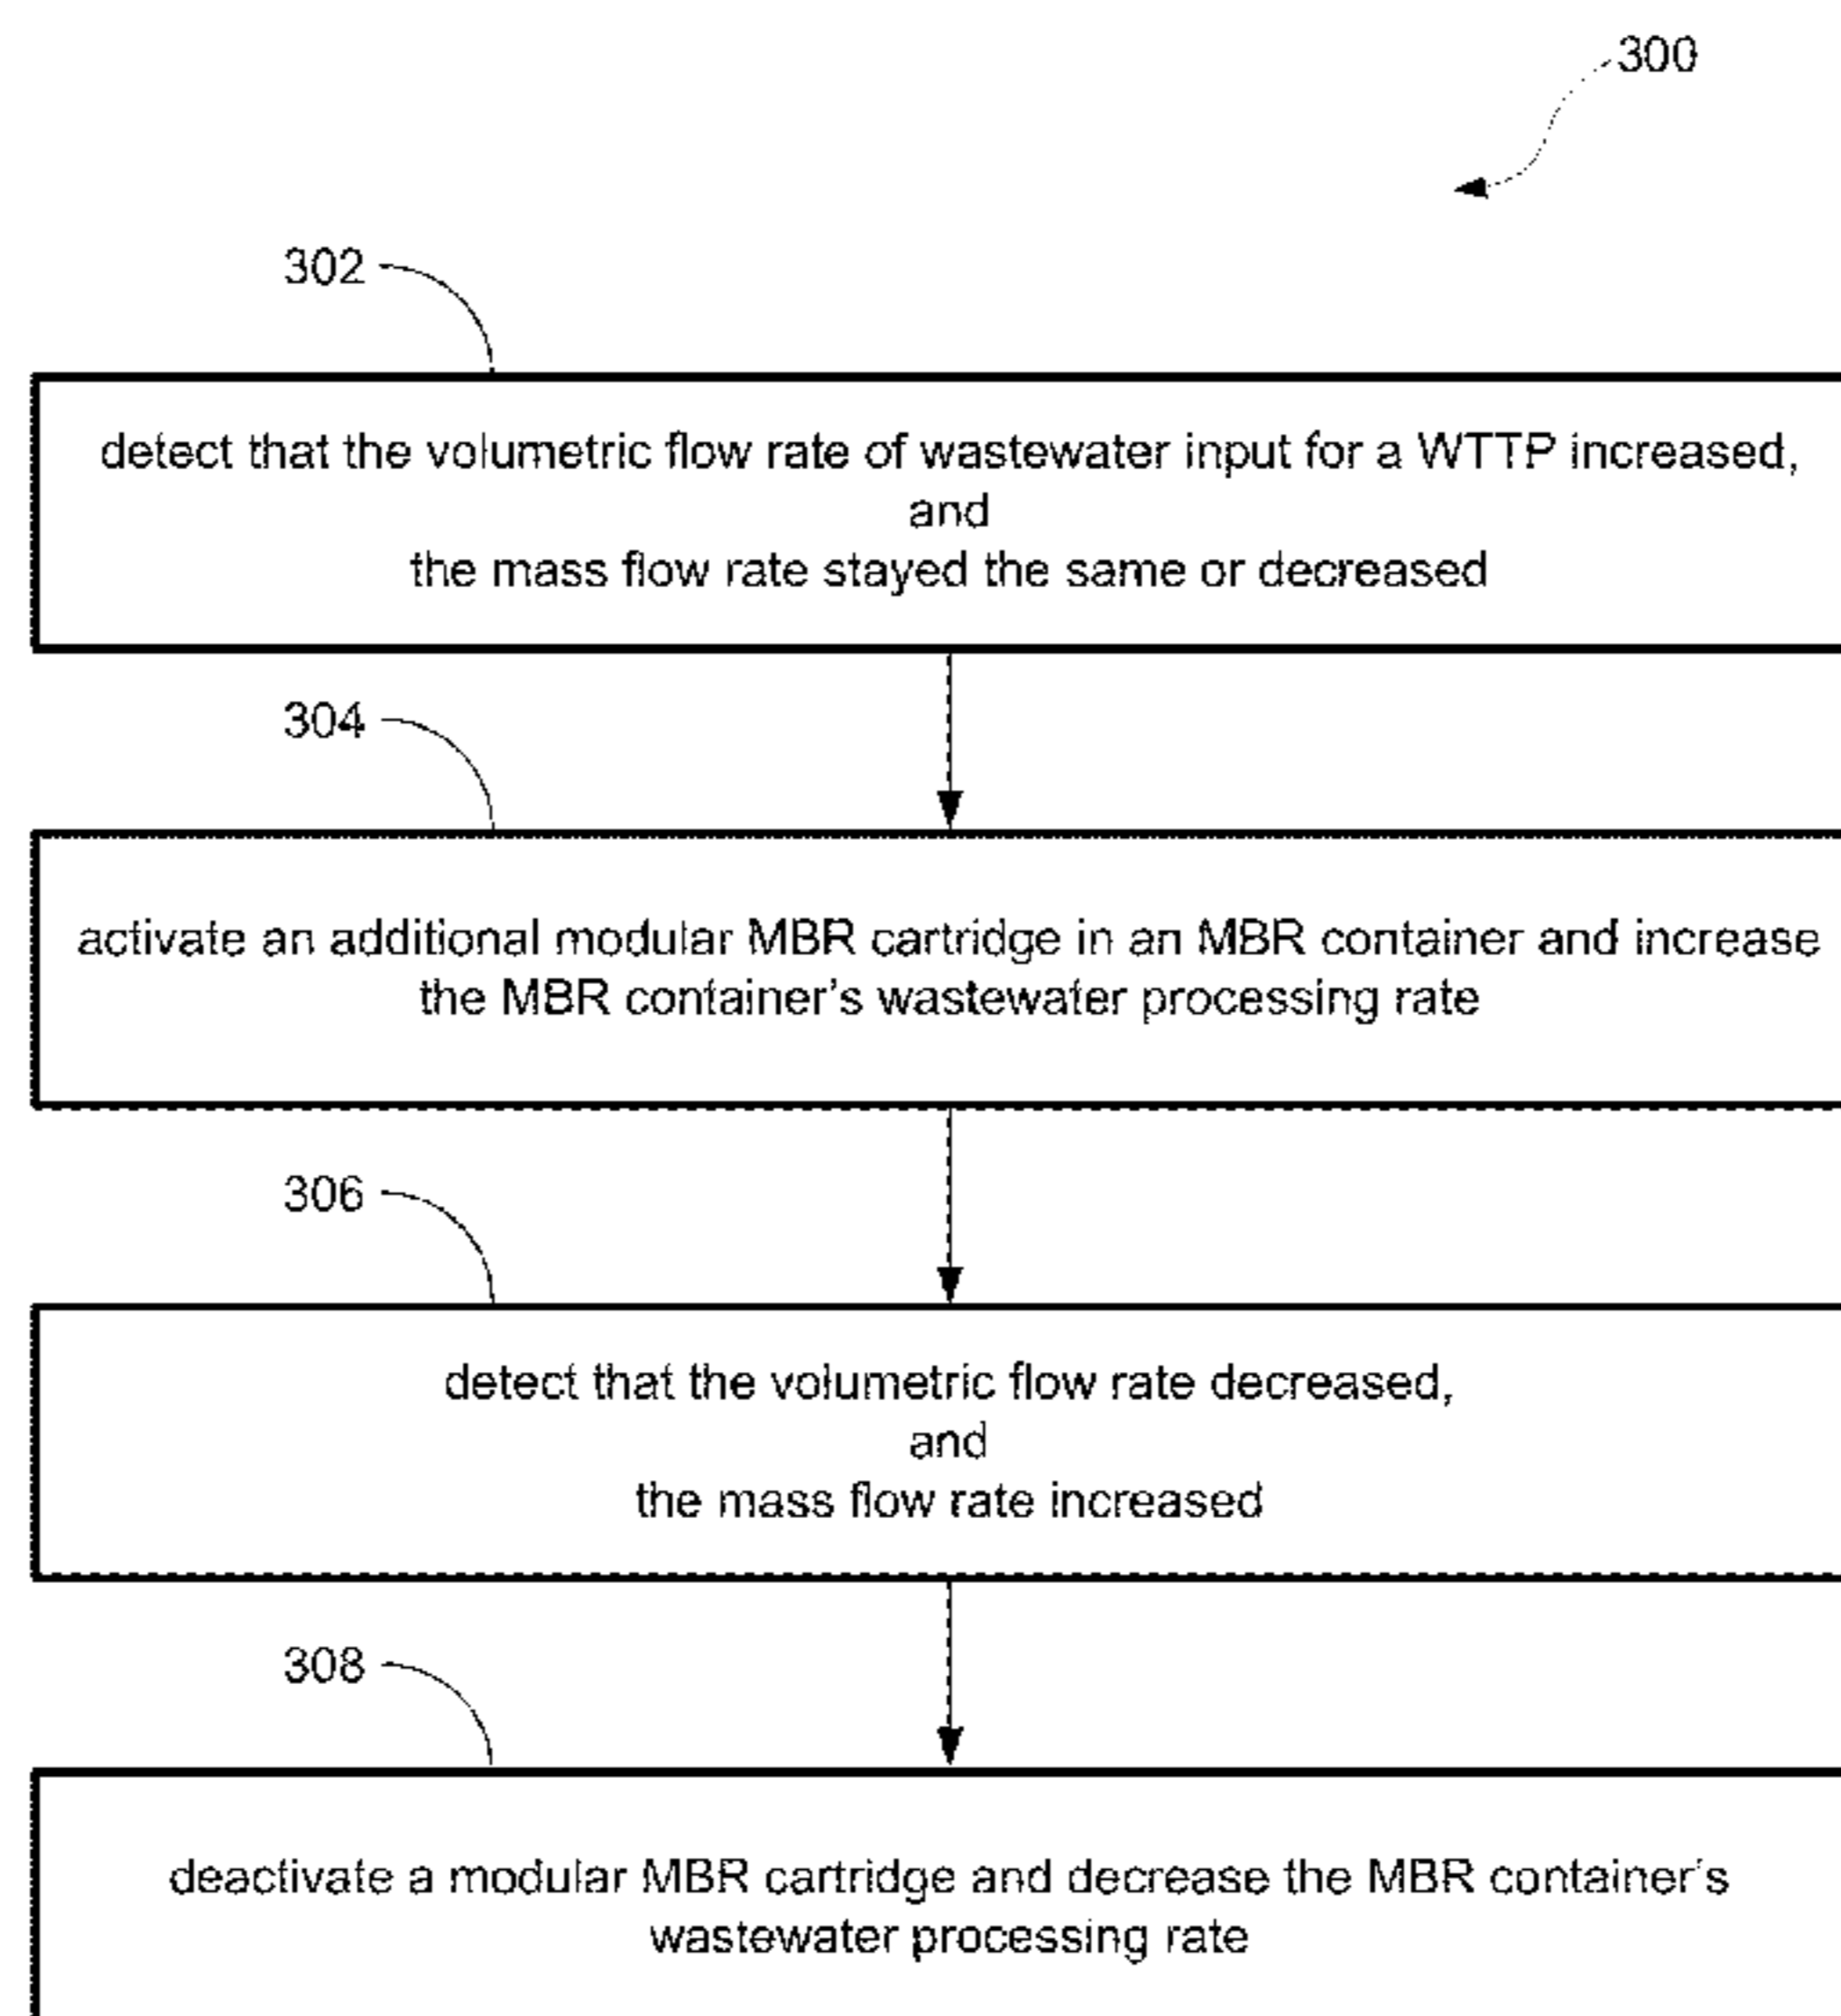 300
302
detect that the volumetric flow rate of wastewater input for a WTTP increased,
and
the mass flow rate stayed the same or decreased
304
activate an additional modular MBR cartridge in an MBR container and increase
the MBR container's wastewater processing rate
306
detect that the volumetric flow rate decreased,
and
the mass flow rate increased
308
deactivate a modular MBR cartridge and decrease the MBR container's
wastewater processing rate